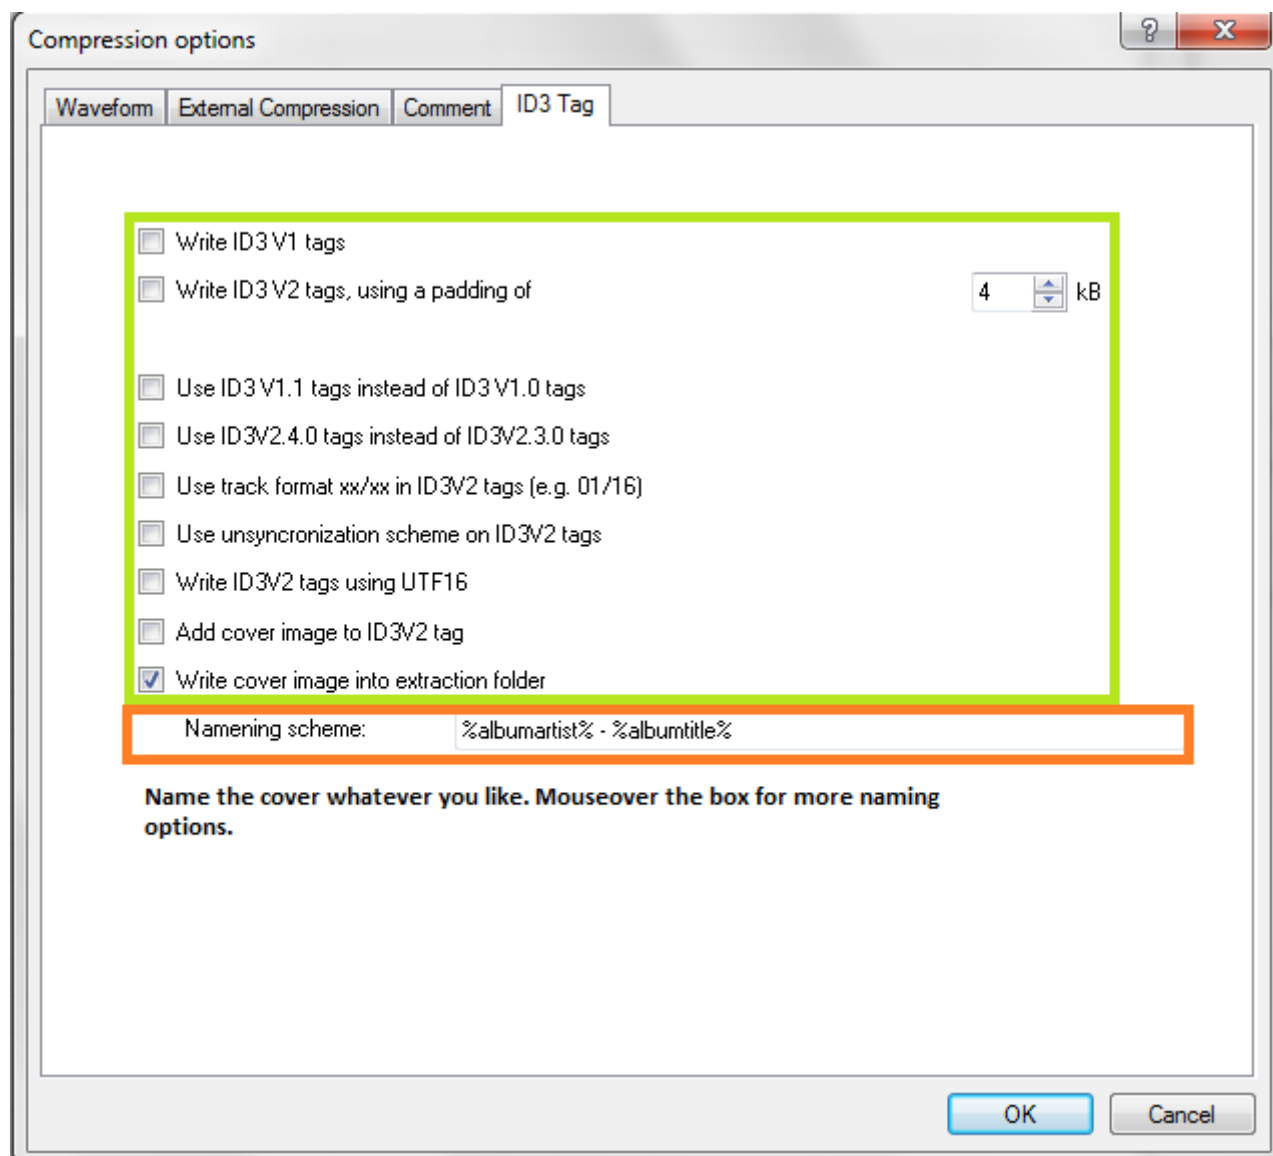 Compression options
?
X
Waveform External Compression Comment ID3 Tag
Write ID3 V1 tags
Write ID3 V2 tags, using a padding of 4 kB
Use ID3 V1.1 tags instead of ID3 V1.0 tags
Use ID3V2.4.0 tags instead of ID3V2.3.0 tags
Use track format xx/xx in ID3V2 tags (e.g. 01/16)
Use unsyncronization scheme on ID3V2 tags
Write ID3V2 tags using UTF16
Add cover image to ID3V2 tag
Write cover image into extraction folder
Namening scheme: %albumartist% - %albumtitle%
Name the cover whatever you like. Mouseover the box for more naming
options.
OK Cancel